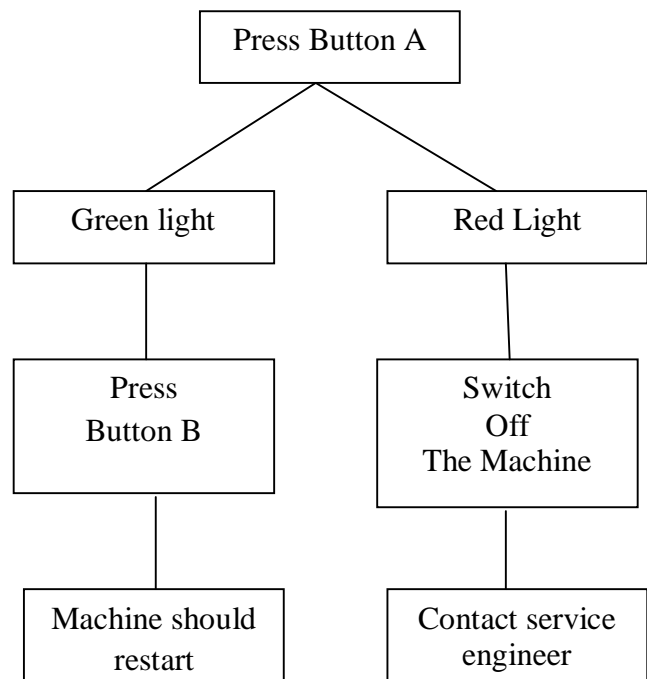 Press Button A
Green light
Red Light
Press
Button B
Switch
Off
The Machine
Machine should
restart
Contact service
engineer